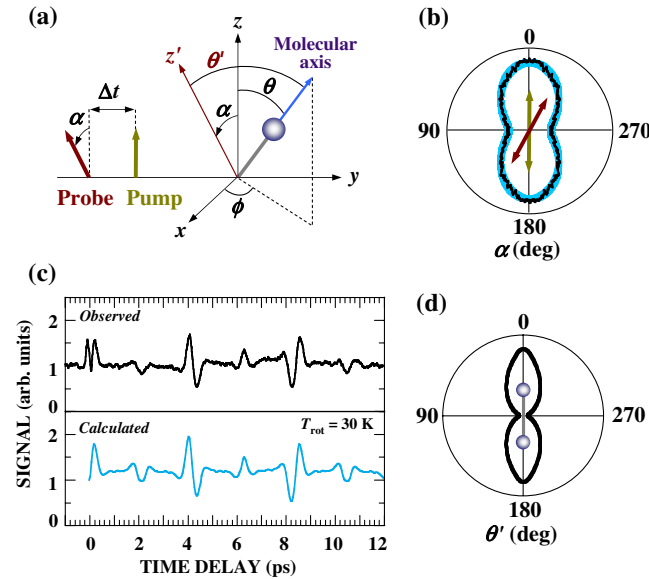 (a)
z
z'
θ'
Molecular
axis
θ
Δt
α
α
Probe
Pump
y
ϕ
x
(b)
0
90
270
180
α (deg)
(c)
2
Observed
1
0
SIGNAL (arb. units)
2
Calculated
T_rot = 30 K
1
0
0 2 4 6 8 10 12
TIME DELAY (ps)
(d)
0
90
270
180
θ' (deg)